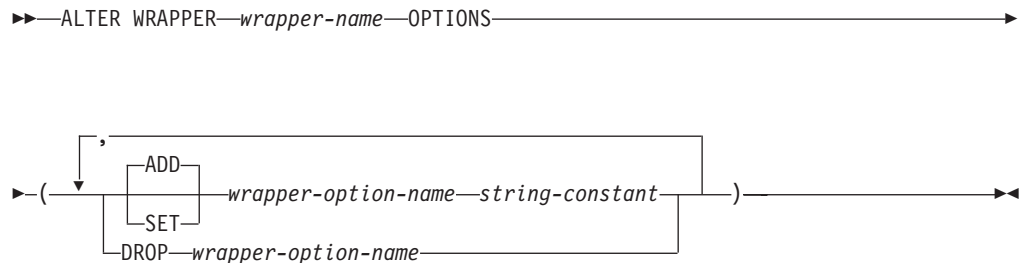 ALTER WRAPPER wrapper-name OPTIONS
,
ADD
( wrapper-option-name string-constant )
SET
DROP wrapper-option-name